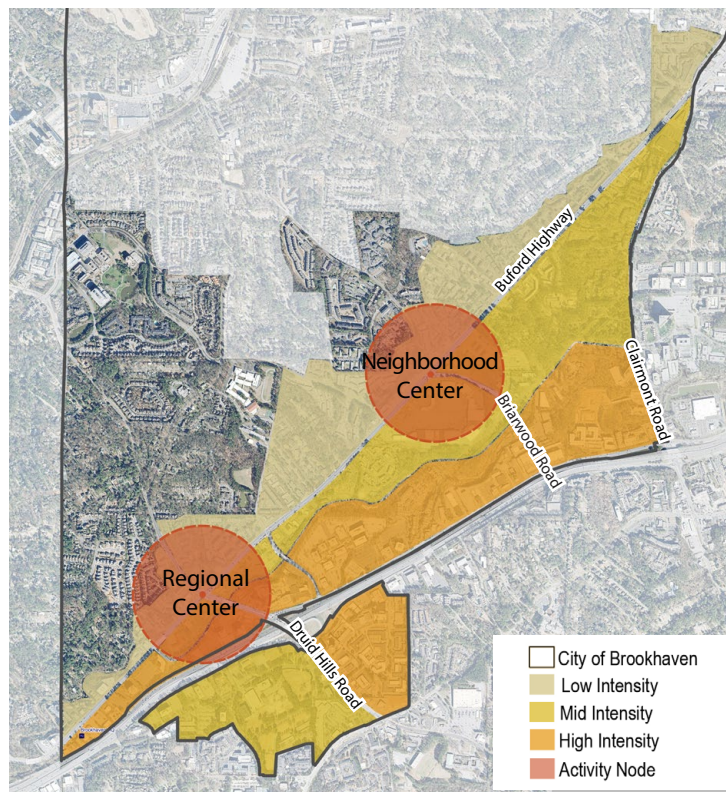 Buford Highway
Neighborhood
Center
Clairmont Road
Briarwood Road
Regional
Center
Druid Hills Road
Brookhaven
City of Brookhaven
Low Intensity
Mid Intensity
High Intensity
Activity Node